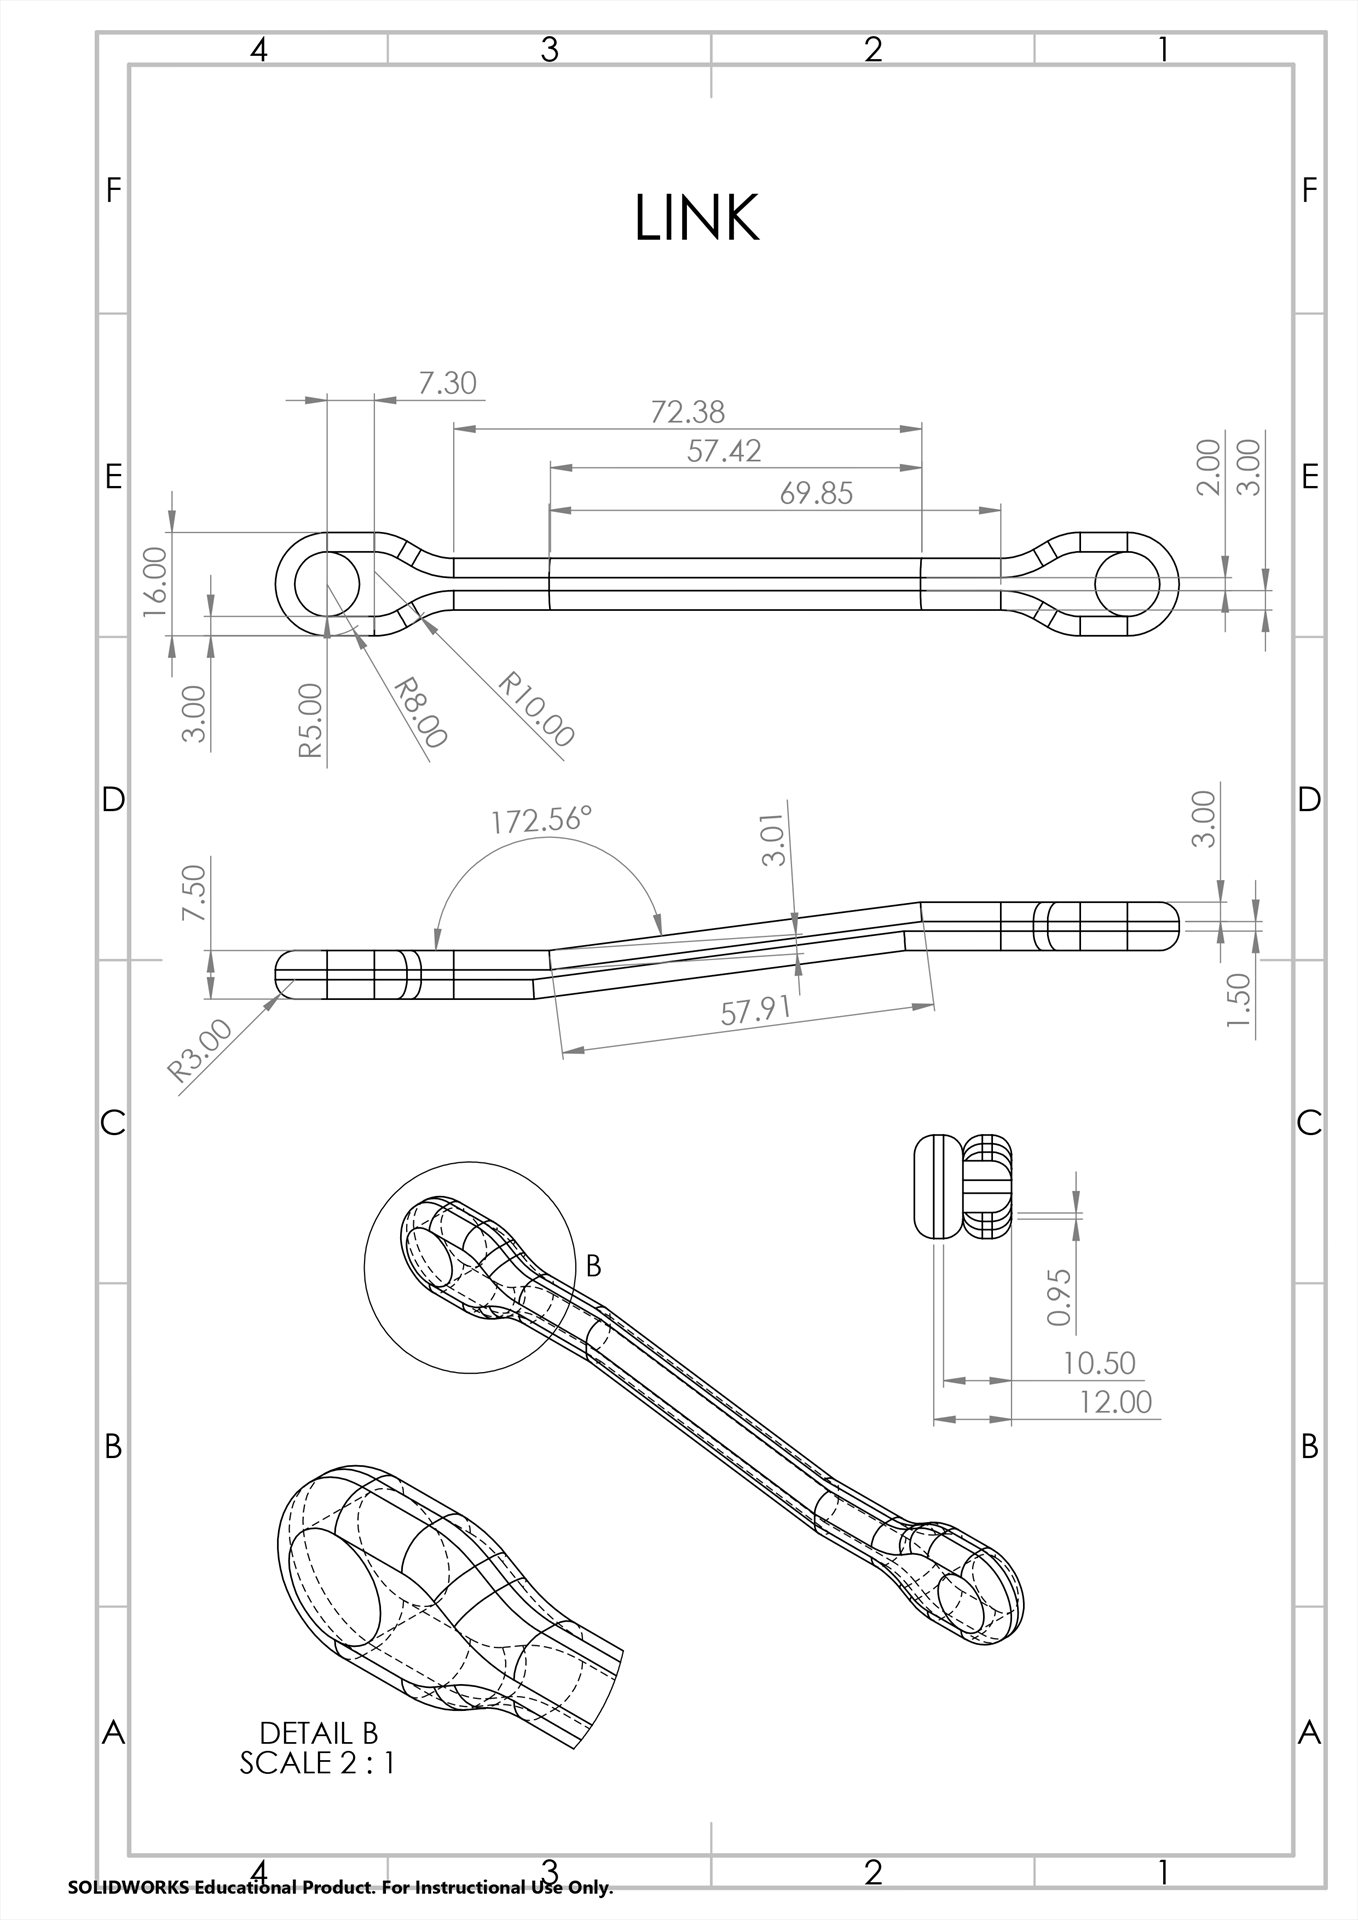 4 3 2 1
F F
LINK
7.30
72.38
57.42
69.85
E E
2.00
3.00
16.00
3.00
R5.00
R8.00
R10.00
D D
172.56°
3.01
3.00
7.50
1.50
57.91
R3.00
C C
B
0.95
10.50
12.00
B B
A A
DETAIL B
SCALE 2 : 1
4 3 2 1
SOLIDWORKS Educational Product. For Instructional Use Only.